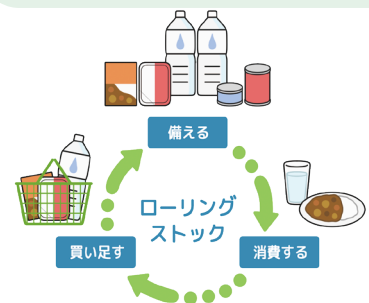 備える
ローリング
ストック
買い足す
消費する